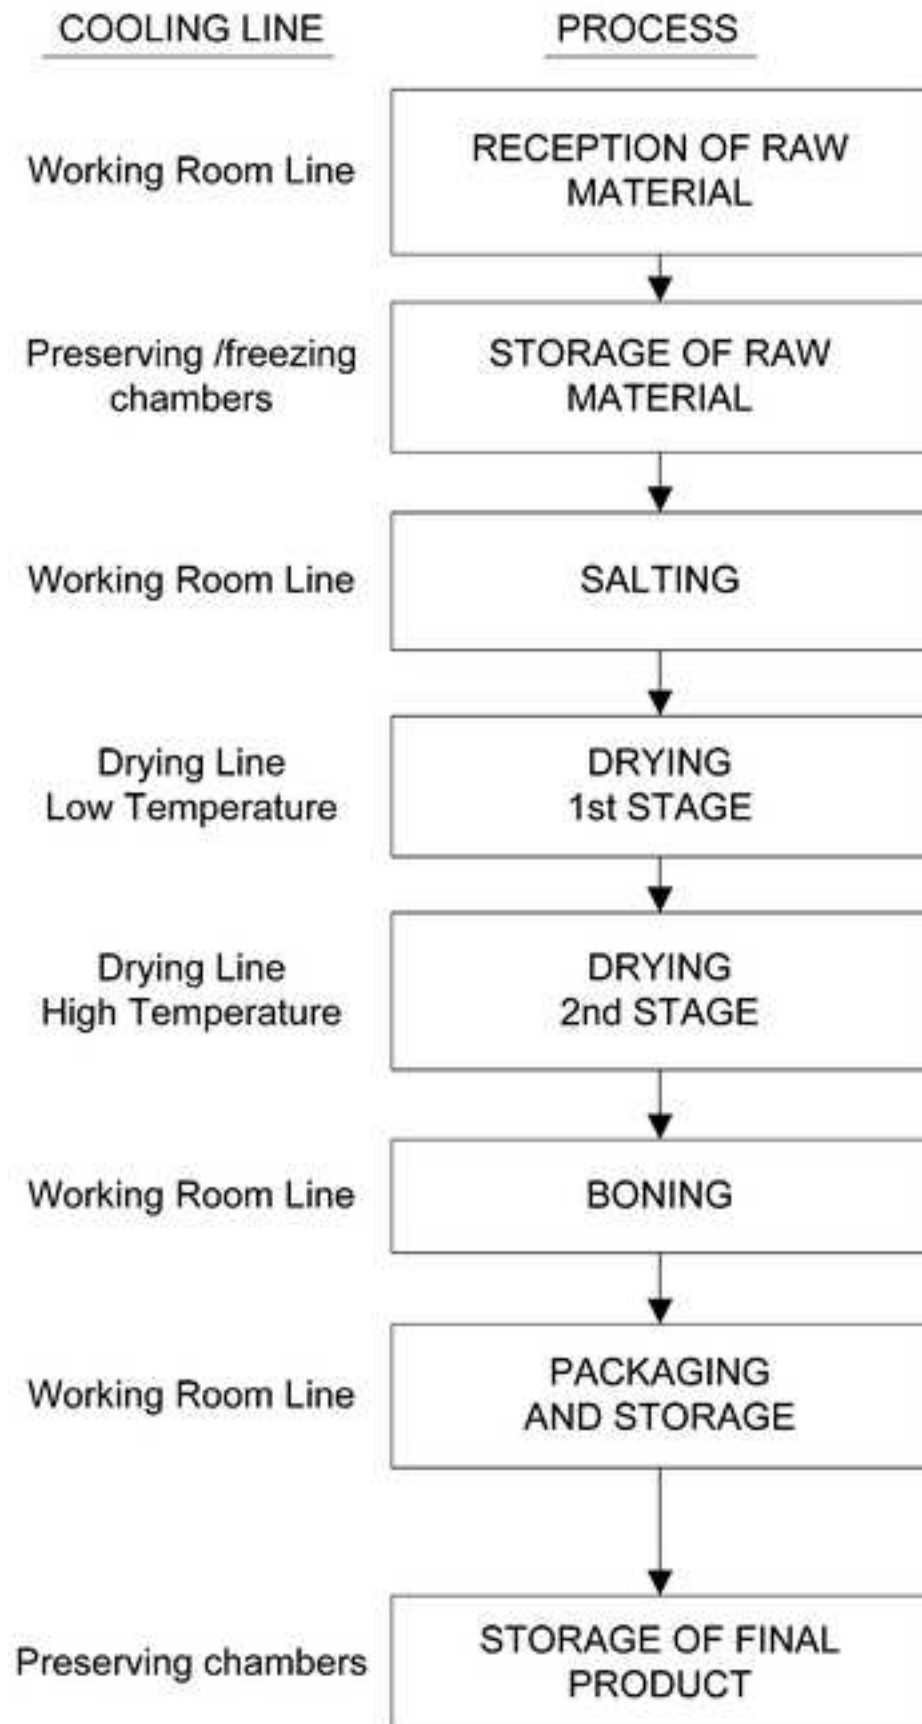 COOLING LINE PROCESS
Working Room Line
RECEPTION OF RAW
MATERIAL
Preserving /freezing
chambers
STORAGE OF RAW
MATERIAL
Working Room Line
SALTING
Drying Line
Low Temperature
DRYING
1st STAGE
Drying Line
High Temperature
DRYING
2nd STAGE
Working Room Line
BONING
Working Room Line
PACKAGING
AND STORAGE
Preserving chambers
STORAGE OF FINAL
PRODUCT